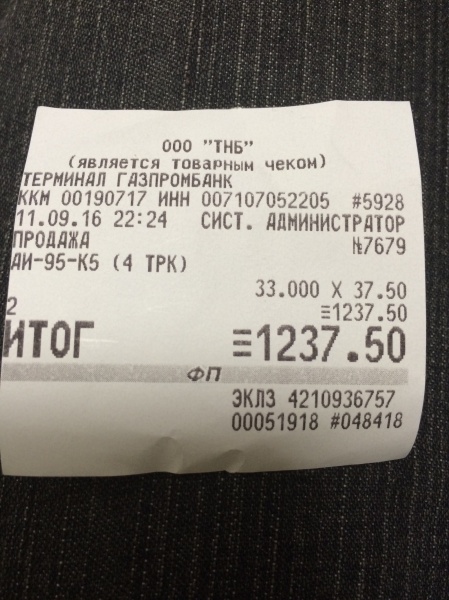 ООО "ТНБ"
(является товарным чеком)
ТЕРМИНАЛ ГАЗПРОМБАНК
ККМ 00190717 ИНН 007107052205 #5928
11.09.16 22:24 СИСТ. АДМИНИСТРАТОР
ПРОДАЖА №7679
АИ-95-К5 (4 ТРК)
33.000 X 37.50
2 ≡1237.50
ИТОГ ≡1237.50
ФП
ЭКЛЗ 4210936757
00051918 #048418